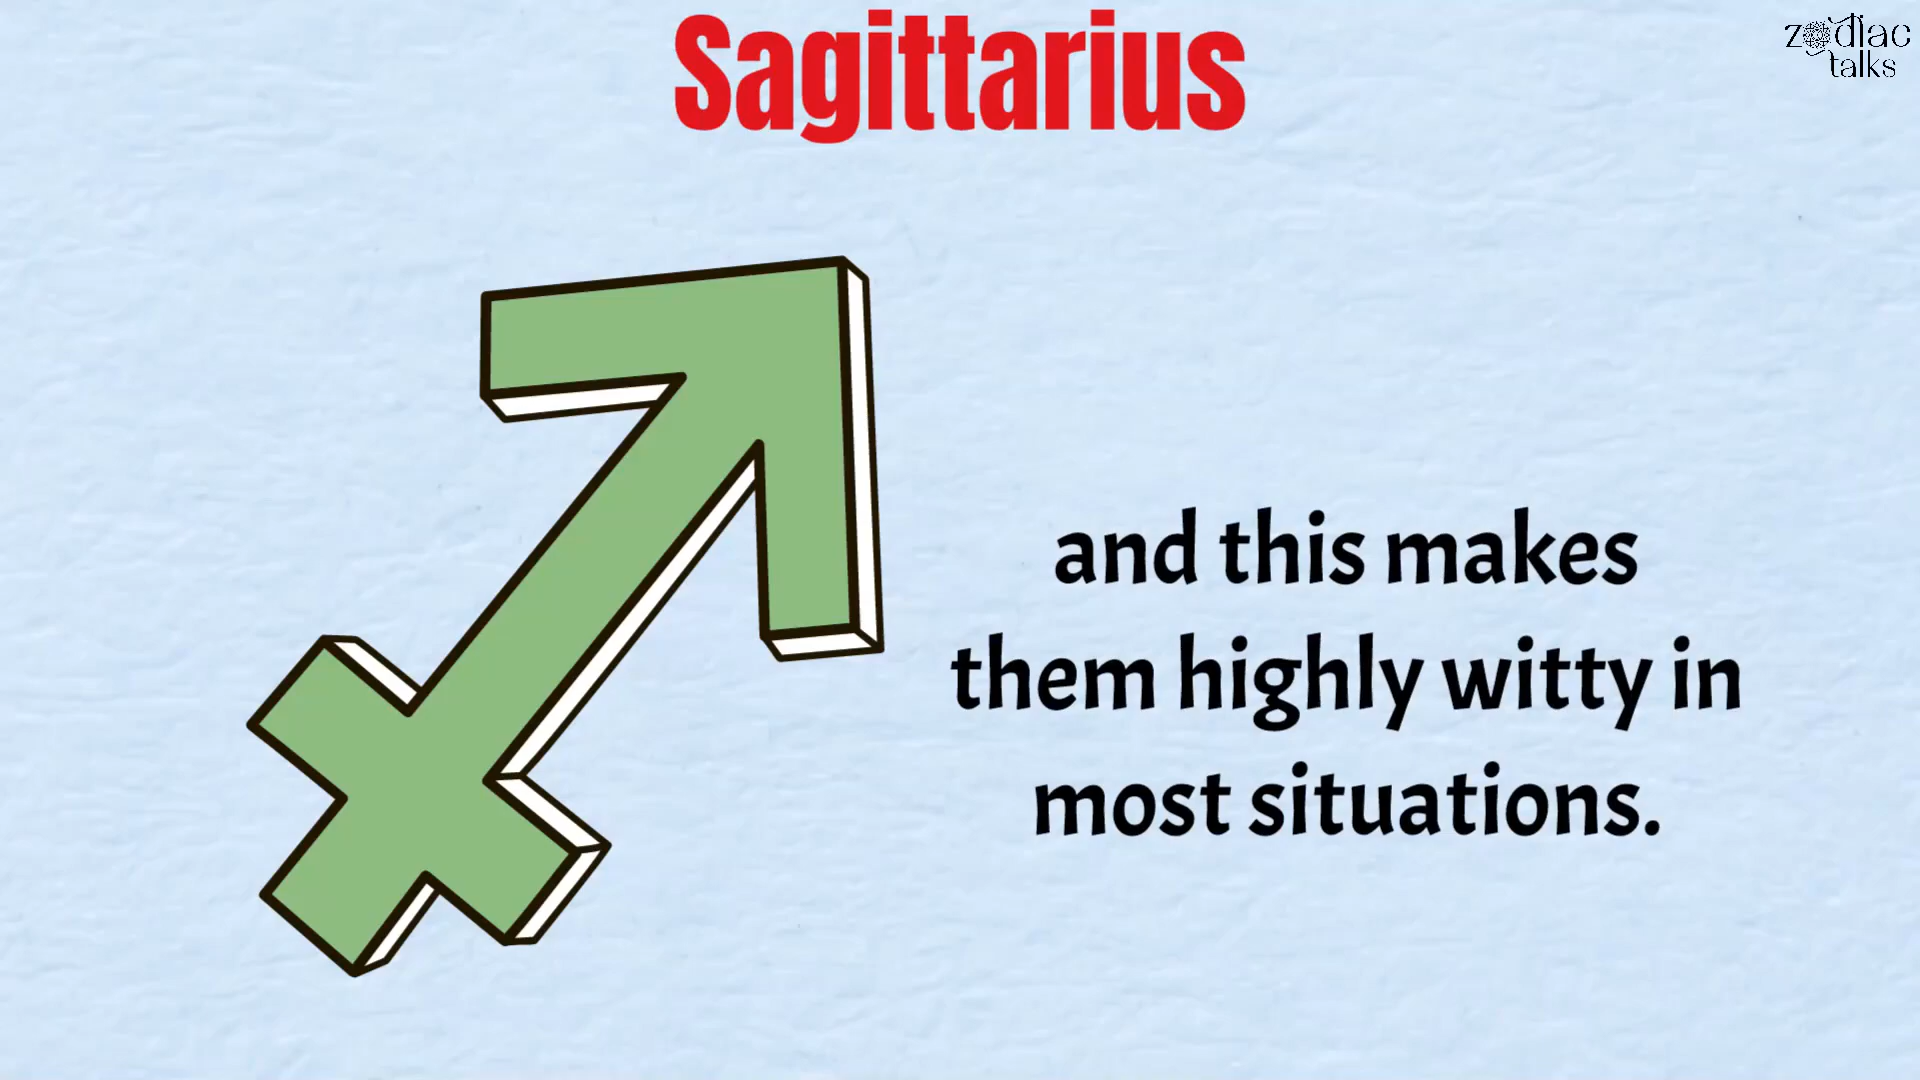 Sagittarius
zodiac
talks
and this makes
them highly witty in
most situations.